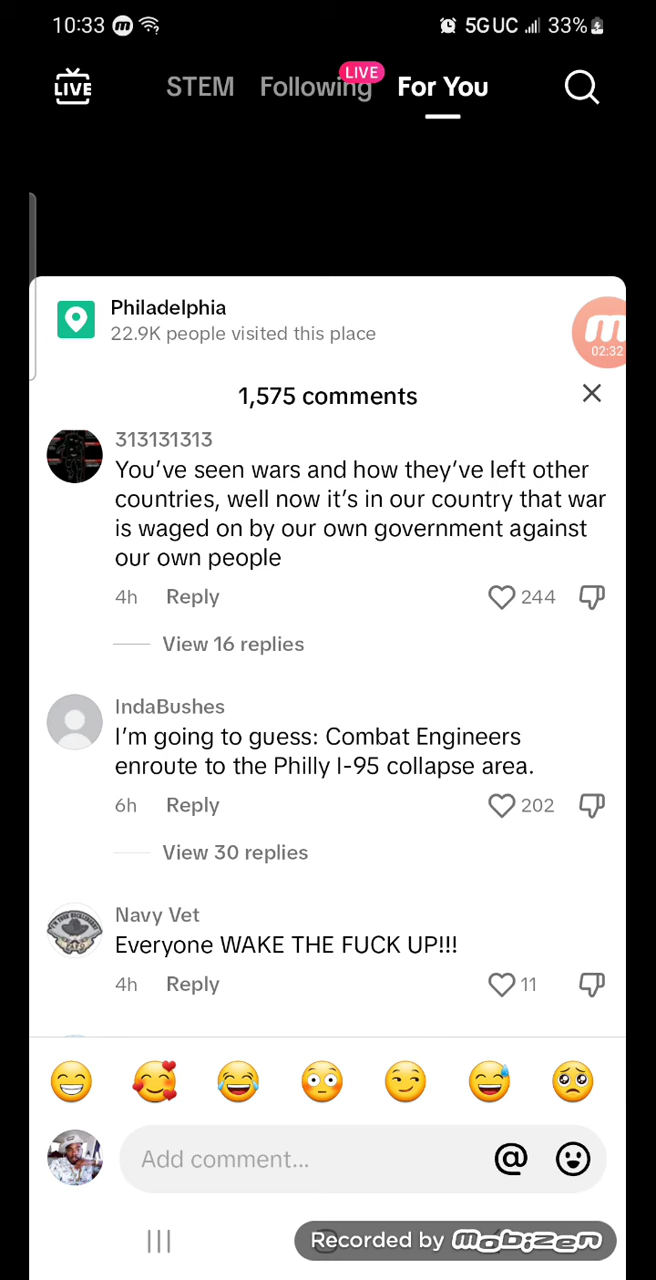 10:33
5G UC
33%
LIVE
STEM
Following
LIVE
For You
Philadelphia
22.9K people visited this place
02:32
1,575 comments
313131313
You've seen wars and how they've left other
countries, well now it's in our country that war
is waged on by our own government against
our own people
4h Reply 244
View 16 replies
IndaBushes
I'm going to guess: Combat Engineers
enroute to the Philly I-95 collapse area.
6h Reply 202
View 30 replies
Navy Vet
Everyone WAKE THE FUCK UP!!!
4h Reply 11
Add comment...
@
Recorded by mobizen